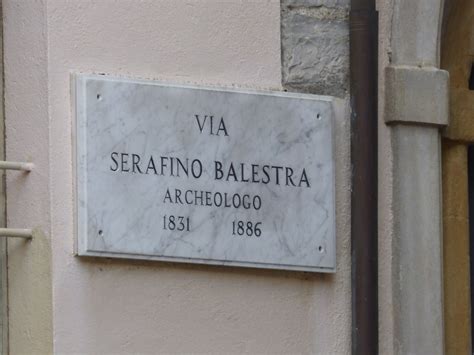 VIA
SERAFINO BALESTRA
ARCHEOLOGO
1831 1886